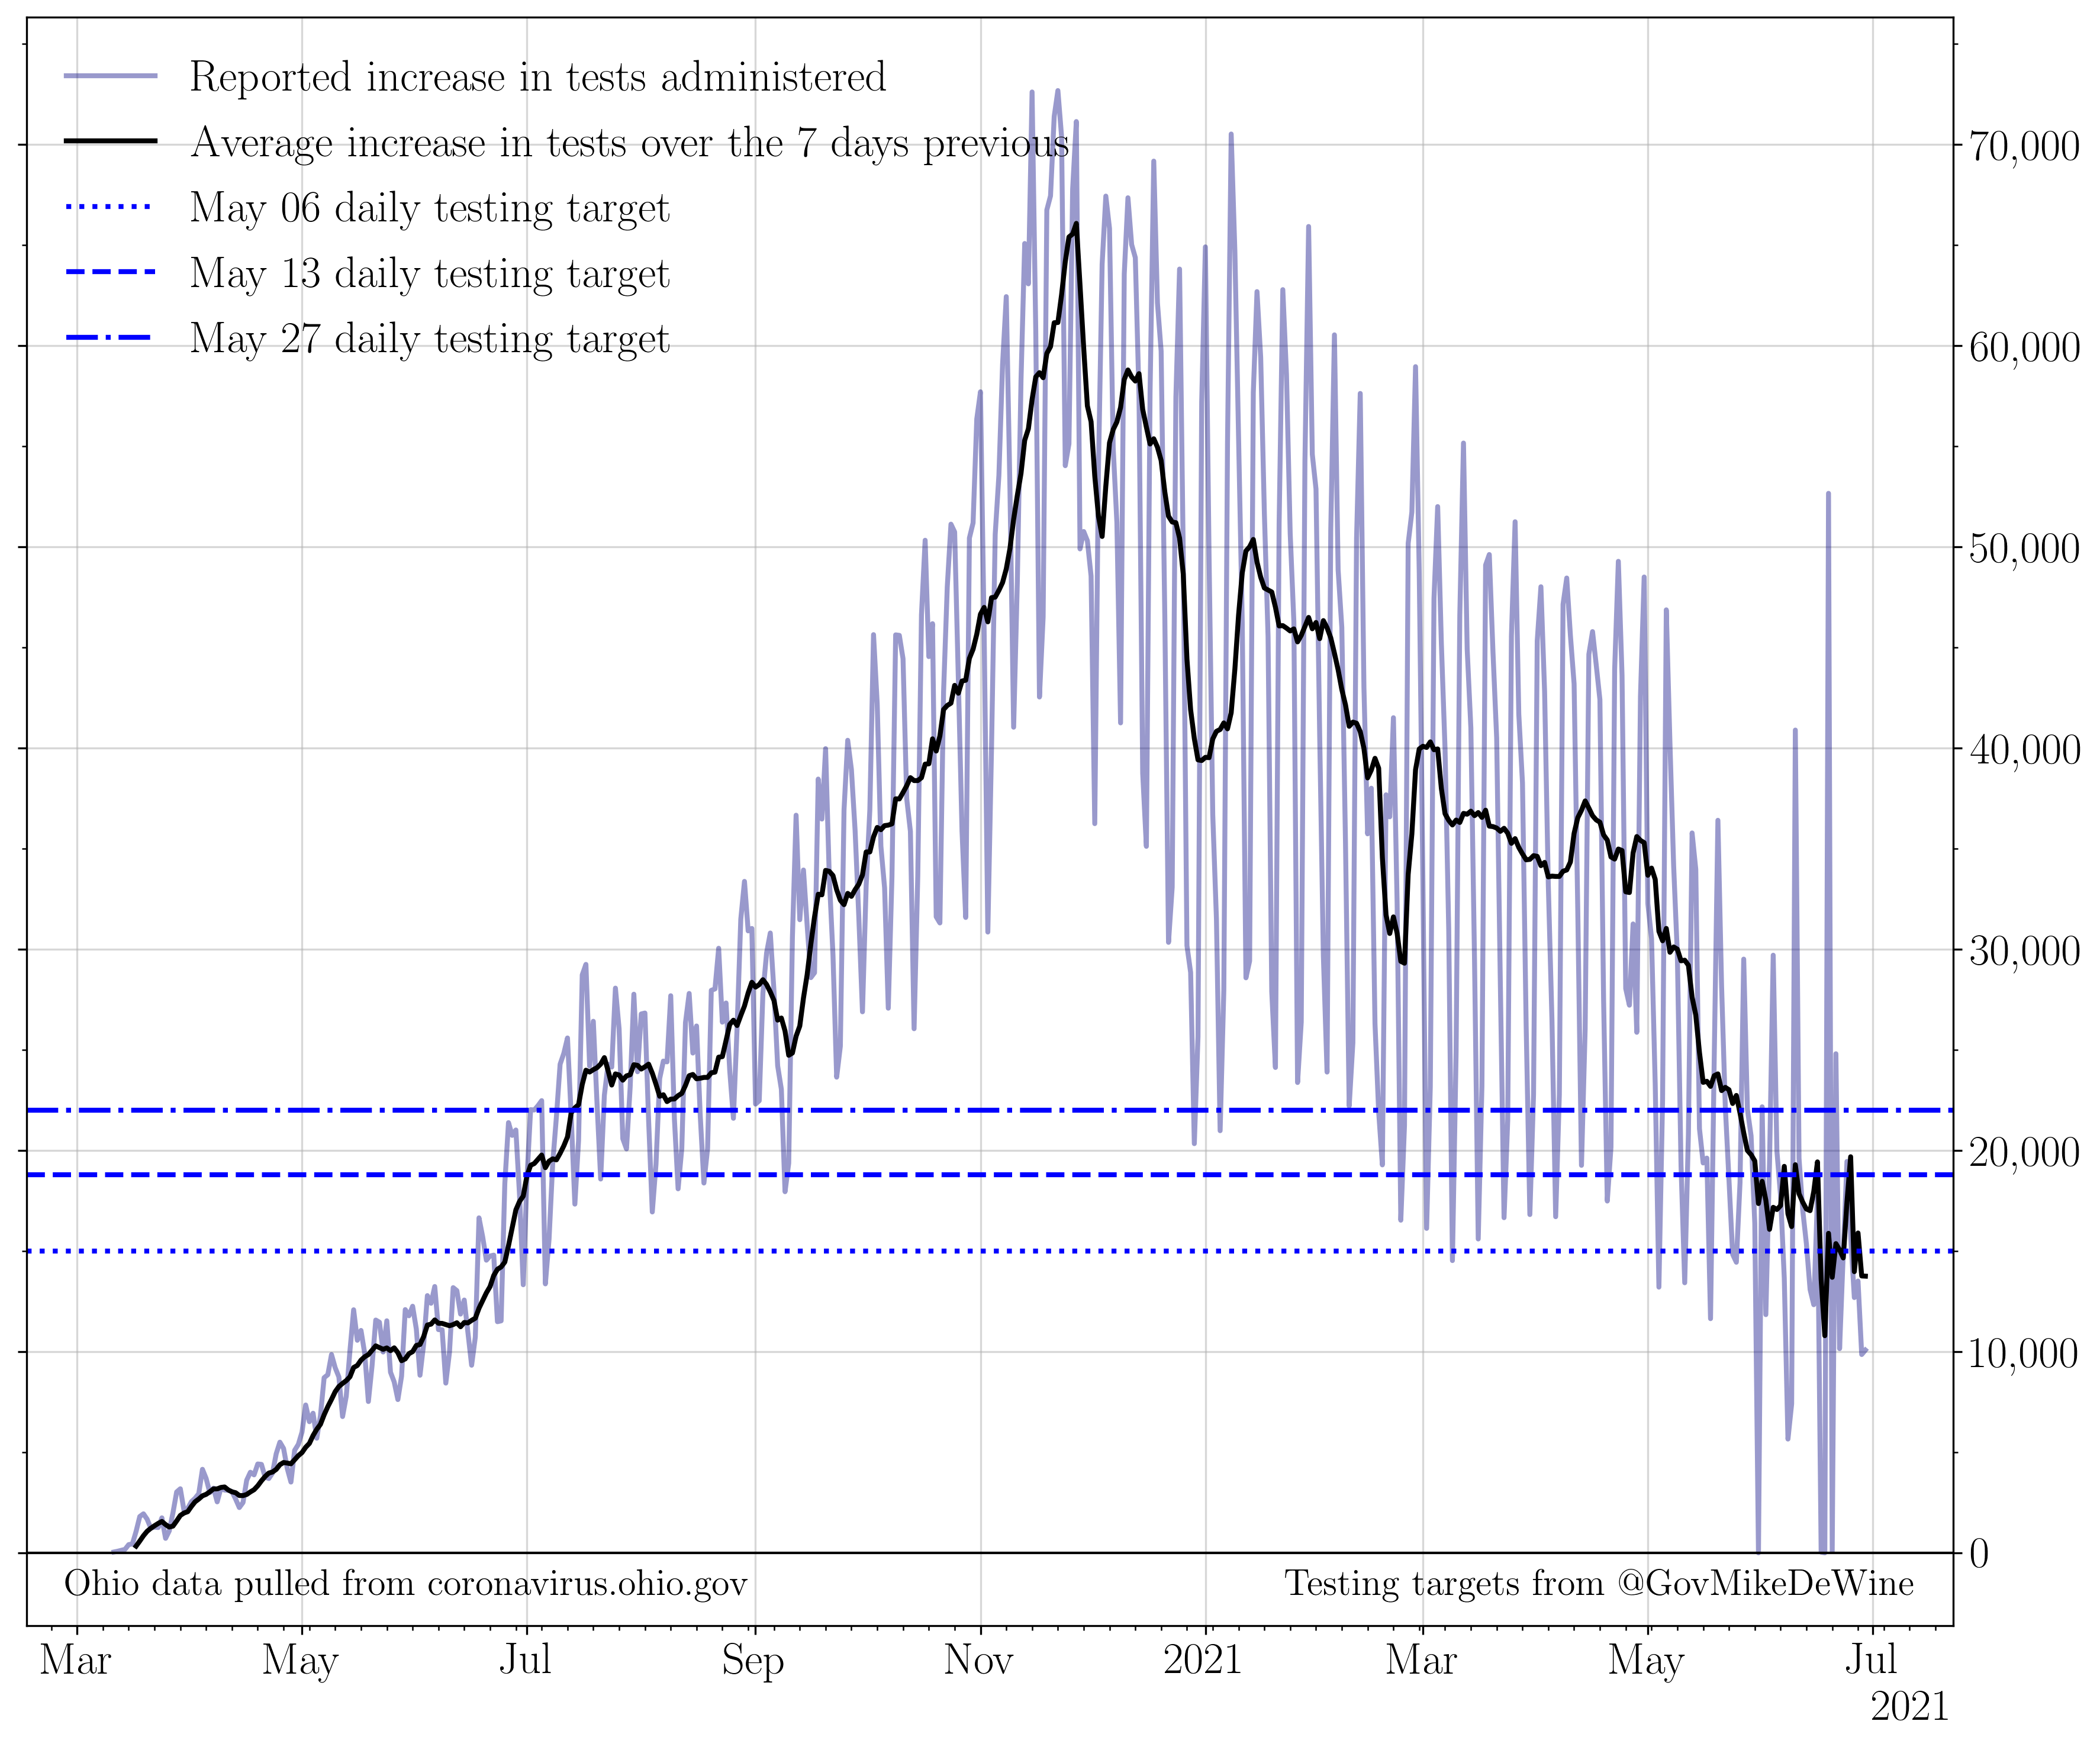 Reported increase in tests administered
Average increase in tests over the 7 days previous
May 06 daily testing target
May 13 daily testing target
May 27 daily testing target
70,000
60,000
50,000
40,000
30,000
20,000
10,000
0
Ohio data pulled from coronavirus.ohio.gov
Testing targets from @GovMikeDeWine
Mar May Jul Sep Nov 2021 Mar May Jul
2021